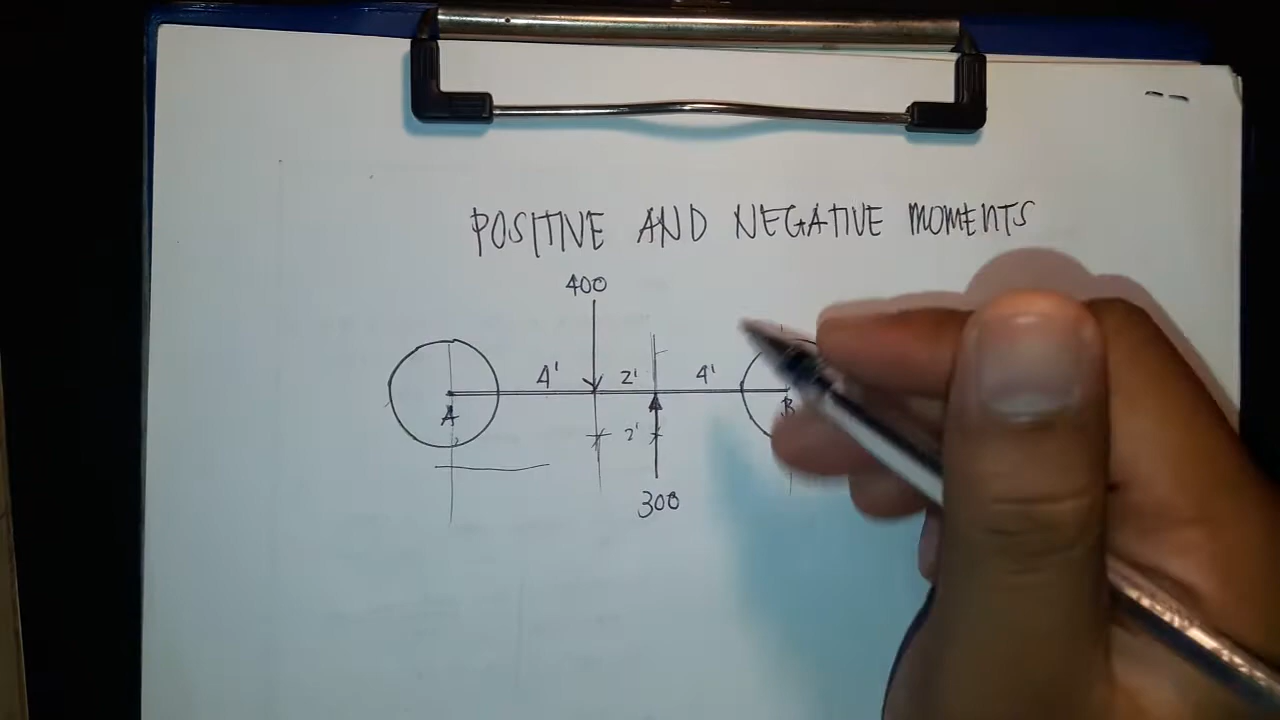 POSITIVE AND NEGATIVE MOMENTS
400
4' 2' 4'
A B
2'
300